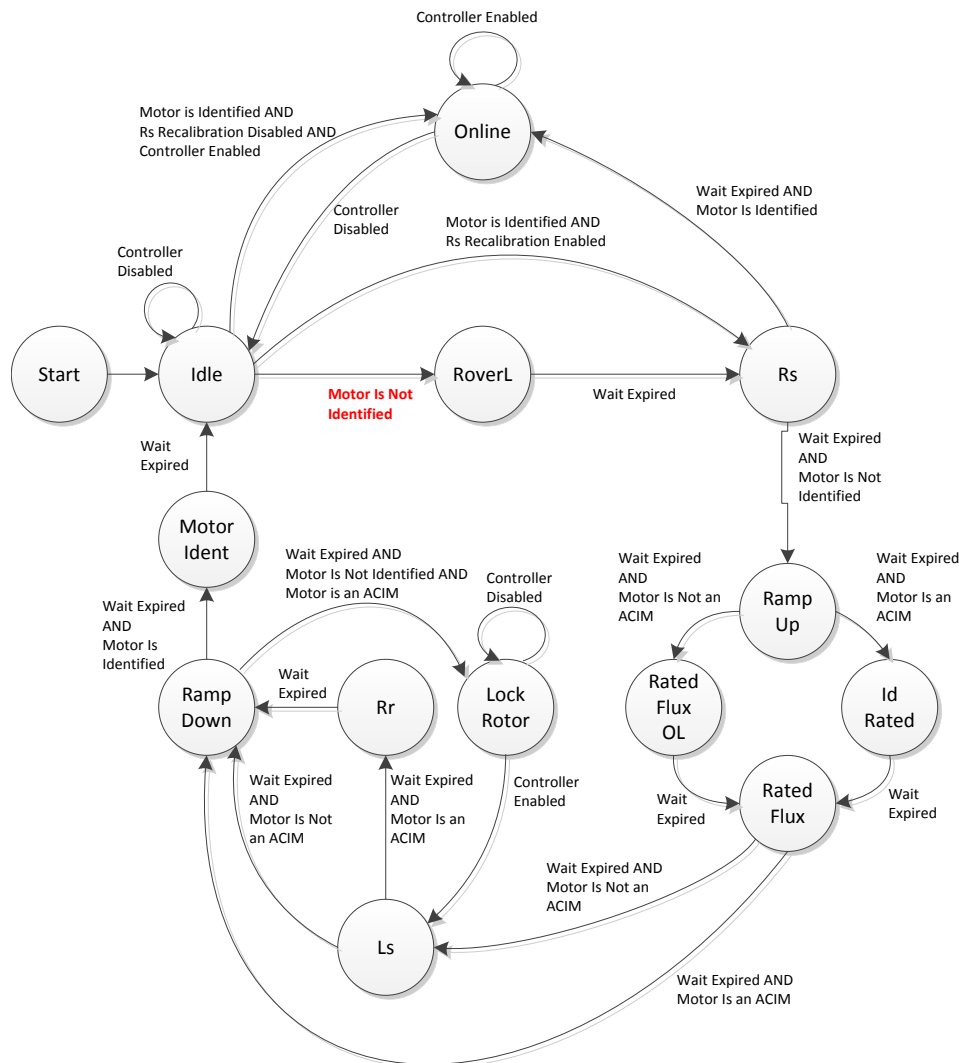 Controller Enabled
Online
Motor is Identified AND
Rs Recalibration Disabled AND
Controller Enabled
Wait Expired AND
Motor Is Identified
Controller
Disabled
Motor is Identified AND
Rs Recalibration Enabled
Controller
Disabled
Start
Idle
RoverL
Rs
Motor Is Not
Identified
Wait Expired
Wait
Expired
Wait Expired
AND
Motor Is Not
Identified
Motor
Ident
Wait Expired AND
Motor Is Not Identified AND
Motor is an ACIM
Controller
Disabled
Wait Expired
AND
Motor Is Not an
ACIM
Wait Expired
AND
Motor Is an
ACIM
Ramp
Up
Wait Expired
AND
Motor Is
Identified
Ramp
Down
Wait
Expired
Rr
Lock
Rotor
Rated
Flux
OL
Id
Rated
Wait Expired
AND
Motor Is Not
an ACIM
Wait Expired
AND
Motor Is an
ACIM
Controller
Enabled
Wait
Expired
Rated
Flux
Wait
Expired
Wait Expired AND
Motor Is Not an
ACIM
Ls
Wait Expired AND
Motor Is an ACIM